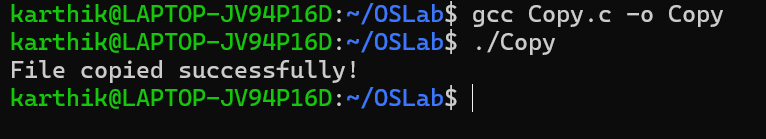 karthik@LAPTOP-JV94P16D:~/OSLab$ gcc Copy.c -o Copy
karthik@LAPTOP-JV94P16D:~/OSLab$ ./Copy
File copied successfully!
karthik@LAPTOP-JV94P16D:~/OSLab$